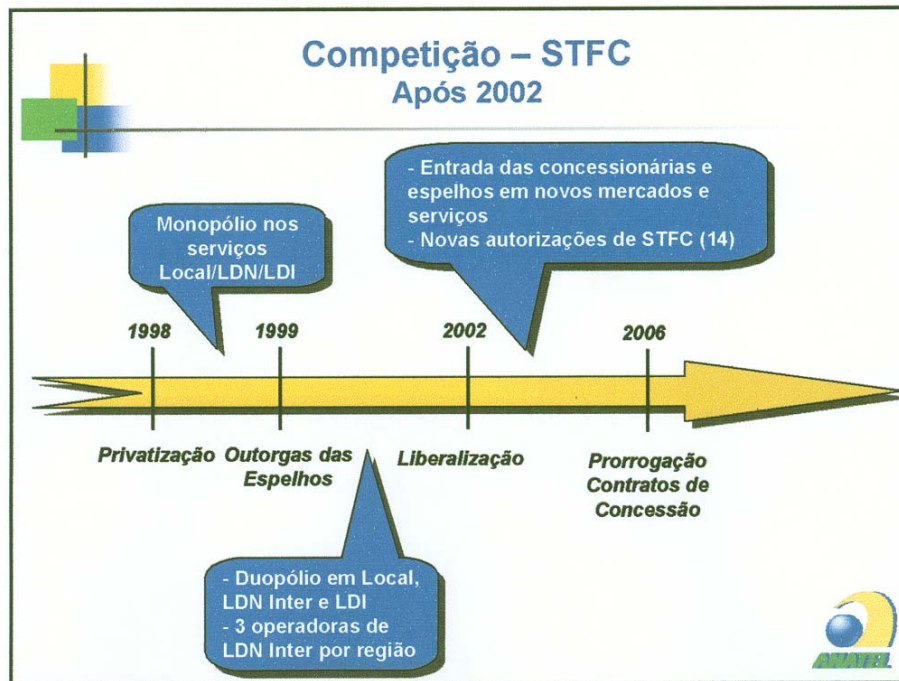 Competição – STFC
Após 2002
- Entrada das concessionárias e
espelhos em novos mercados e
serviços
- Novas autorizações de STFC (14)
Monopólio nos
serviços
Local/LDN/LDI
1998
1999
2002
2006
Privatização
Outorgas das
Espelhos
Liberalização
Prorrogação
Contratos de
Concessão
- Duopólio em Local,
LDN Inter e LDI
- 3 operadoras de
LDN Inter por região
ANATEL